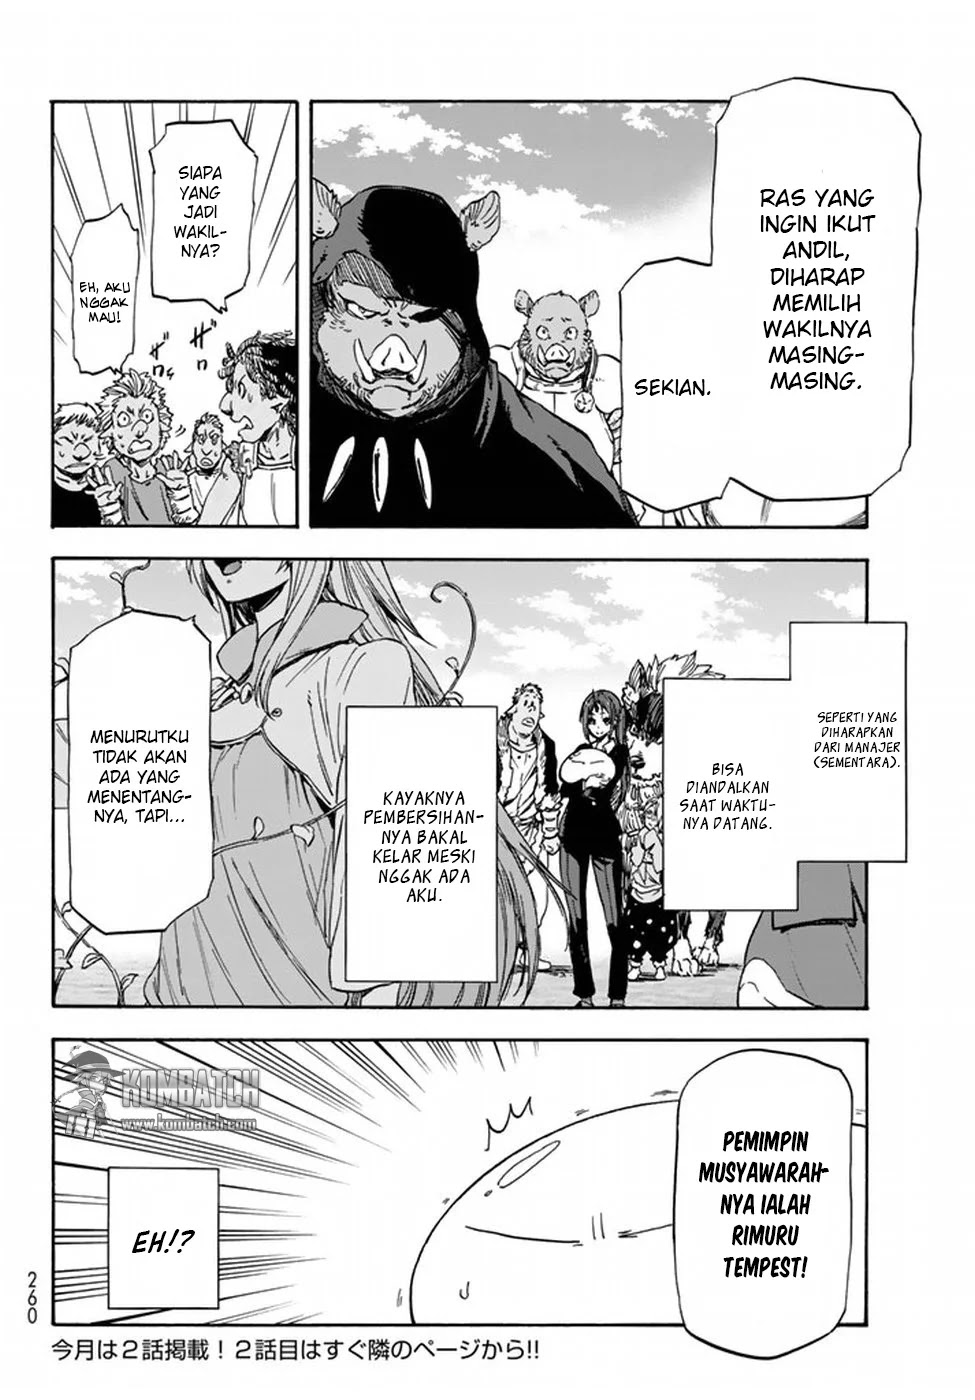 RAS YANG
INGIN IKUT
ANDIL,
DIHARAP
MEMILIH
WAKILNYA
MASING-
MASING.
SEKIAN.
SIAPA
YANG
JADI
WAKIL-
NYA?
EH, AKU
NGGAK
MAU!
ザワ
ザワ
SEPERTI YANG
DIHARAPKAN
DARI MANAJER
(SEMENTARA).
BISA
DIANDALKAN
SAAT WAKTU-
NYA DATANG.
KAYAKNYA
PEMBERSIHAN-
NYA BAKAL
KELAR MESKI
NGGAK ADA
AKU.
MENURUTKU
TIDAK AKAN
ADA YANG
MENENTANG-
NYA, TAPI...
PEMIMPIN
MUSYAWARAH-
NYA IALAH
RIMURU
TEMPEST!
EH!?
KOMBATCH
www.kombatch.com
260
今月は2話掲載！2話目はすぐ隣のページから!!